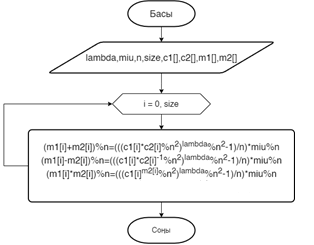 Басы
lambda,miu,n,size,c1[],c2[],m1[],m2[]
i = 0, size
(m1[i]+m2[i])%n=(((c1[i]*c2[i]%n²)^lambda%n²-1)/n)*miu%n
(m1[i]-m2[i])%n=(((c1[i]*c2[i]⁻¹%n²)^lambda%n²-1)/n)*miu%n
(m1[i]*m2[i])%n=(((c1[i]^m2[i]%n²)^lambda%n²-1)/n)*miu%n
Соңы